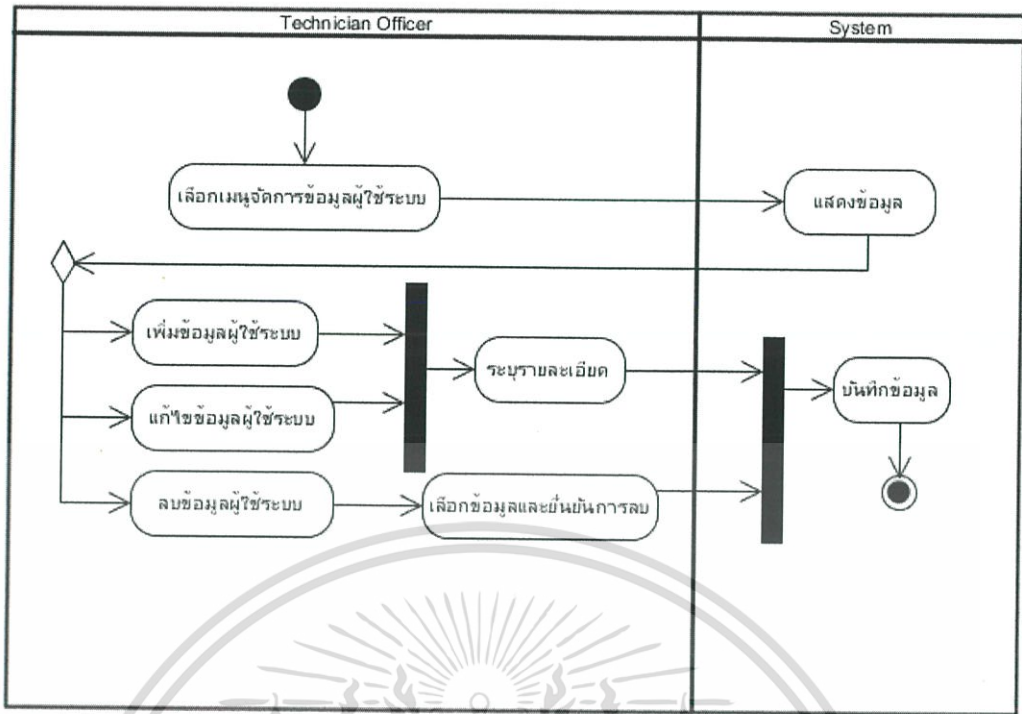 Technician Officer
System
เลือกเมนูจัดการข้อมูลผู้ใช้ระบบ
แสดงข้อมูล
เพิ่มข้อมูลผู้ใช้ระบบ
ระบุรายละเอียด
บันทึกข้อมูล
แก้ไขข้อมูลผู้ใช้ระบบ
ลบข้อมูลผู้ใช้ระบบ
เลือกข้อมูลและยืนยันการลบ